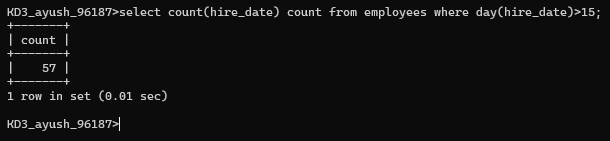 KD3_ayush_96187>select count(hire_date) count from employees where day(hire_date)>15;
+-------+
| count |
+-------+
|    57 |
+-------+
1 row in set (0.01 sec)
KD3_ayush_96187>